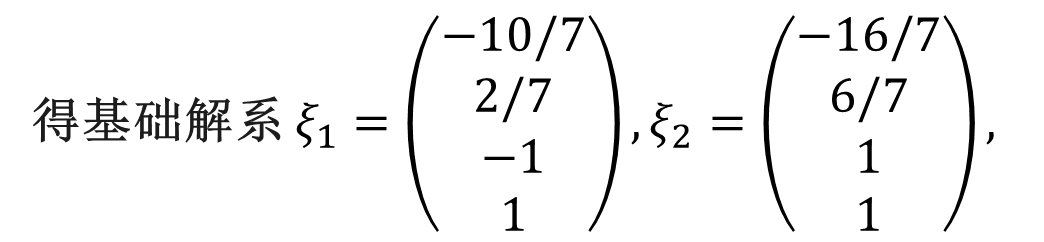 得基础解系 ξ₁ = (−10/7, 2/7, −1, 1), ξ₂ = (−16/7, 6/7, 1, 1),